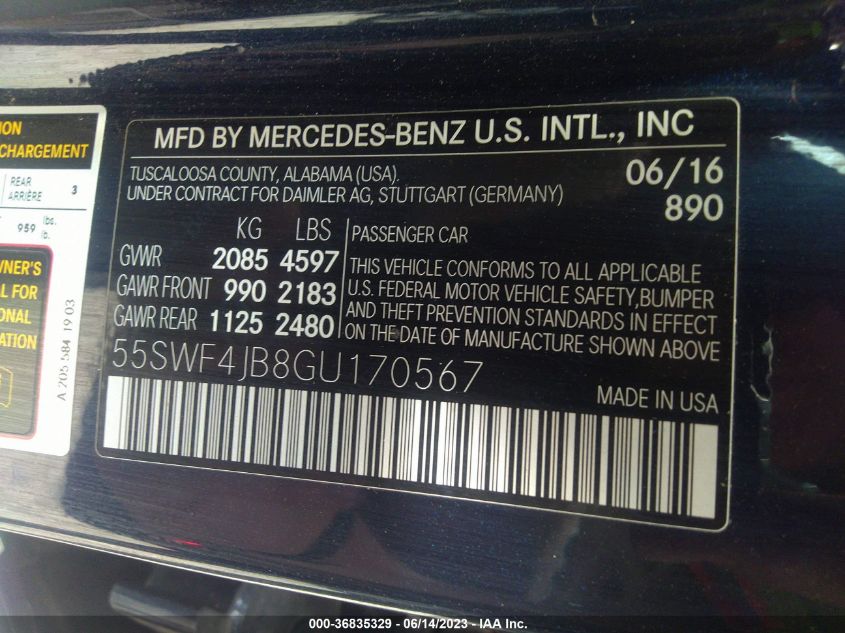 ION
CHARGEMENT
REAR
ARRIÈRE 3
959 lbs.
lb.
WNER'S
AL FOR
ONAL
ATION
A 205 584 19 03
MFD BY MERCEDES-BENZ U.S. INTL., INC
TUSCALOOSA COUNTY, ALABAMA (USA). 06/16
UNDER CONTRACT FOR DAIMLER AG, STUTTGART (GERMANY) 890
KG LBS
GVWR 2085 4597
GAWR FRONT 990 2183
GAWR REAR 1125 2480
PASSENGER CAR
THIS VEHICLE CONFORMS TO ALL APPLICABLE
U.S. FEDERAL MOTOR VEHICLE SAFETY,BUMPER
AND THEFT PREVENTION STANDARDS IN EFFECT
ON THE DATE OF MANUFACTURE SHOWN ABOVE
55SWF4JB8GU170567
MADE IN USA
000-36835329 - 06/14/2023 - IAA Inc.